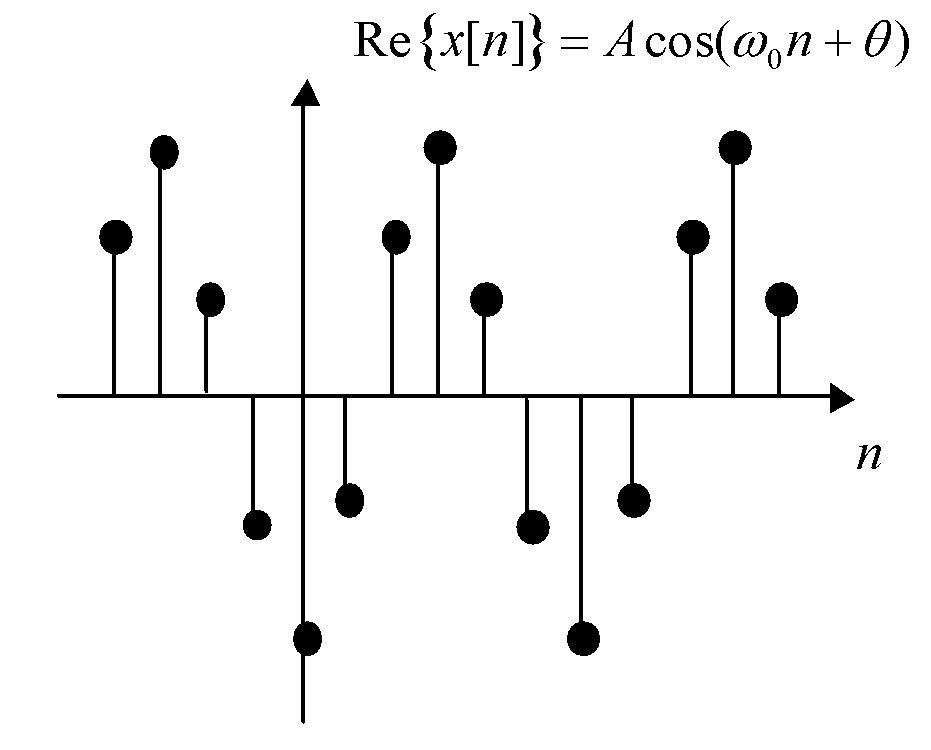 Re{x[n]} = A cos(ω₀n + θ)
n